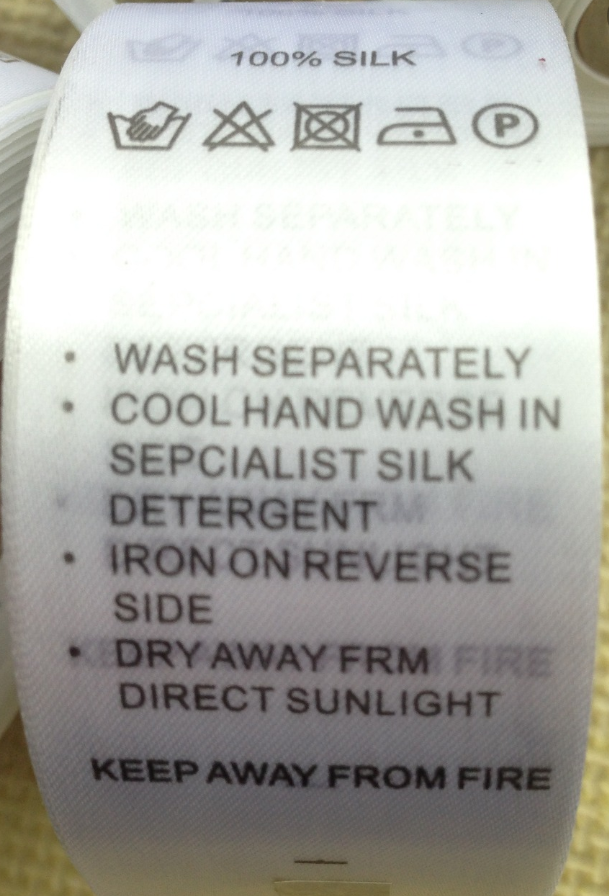 100% SILK
P
• WASH SEPARATELY
• COOL HAND WASH IN
SEPCIALIST SILK
DETERGENT
• IRON ON REVERSE
SIDE
• DRY AWAY FRM
DIRECT SUNLIGHT
KEEP AWAY FROM FIRE